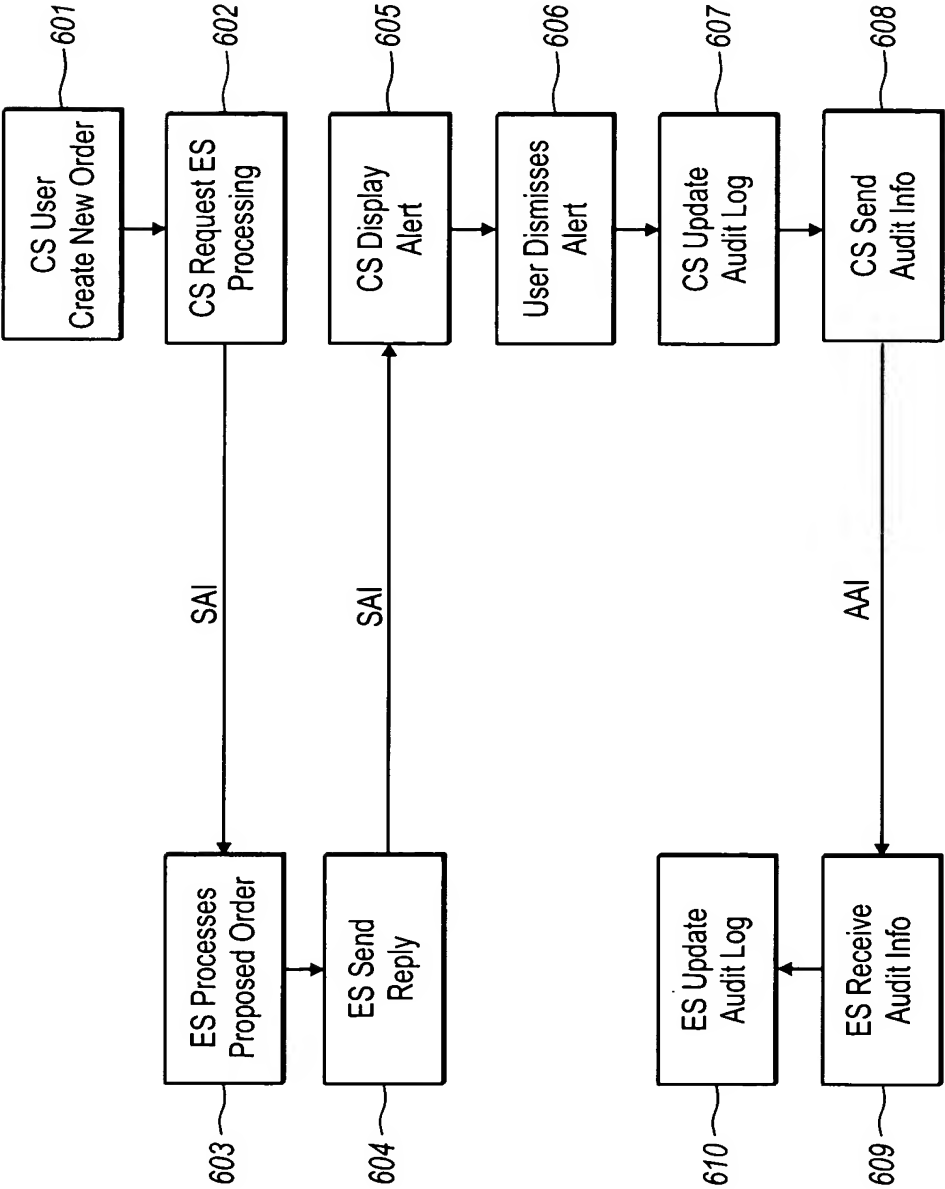 601
CS User
Create New Order
602
CS Request ES
Processing
SAI
603
ES Processes
Proposed Order
604
ES Send
Reply
SAI
605
CS Display
Alert
606
User Dismisses
Alert
607
CS Update
Audit Log
608
CS Send
Audit Info
AAI
609
ES Receive
Audit Info
610
ES Update
Audit Log